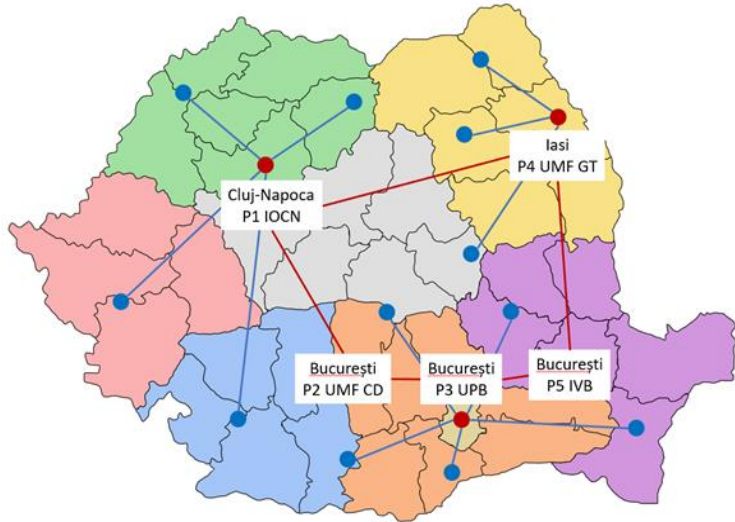 Iasi
P4 UMF GT
Cluj-Napoca
P1 IOCN
București
P2 UMF CD
București
P3 UPB
București
P5 IVB